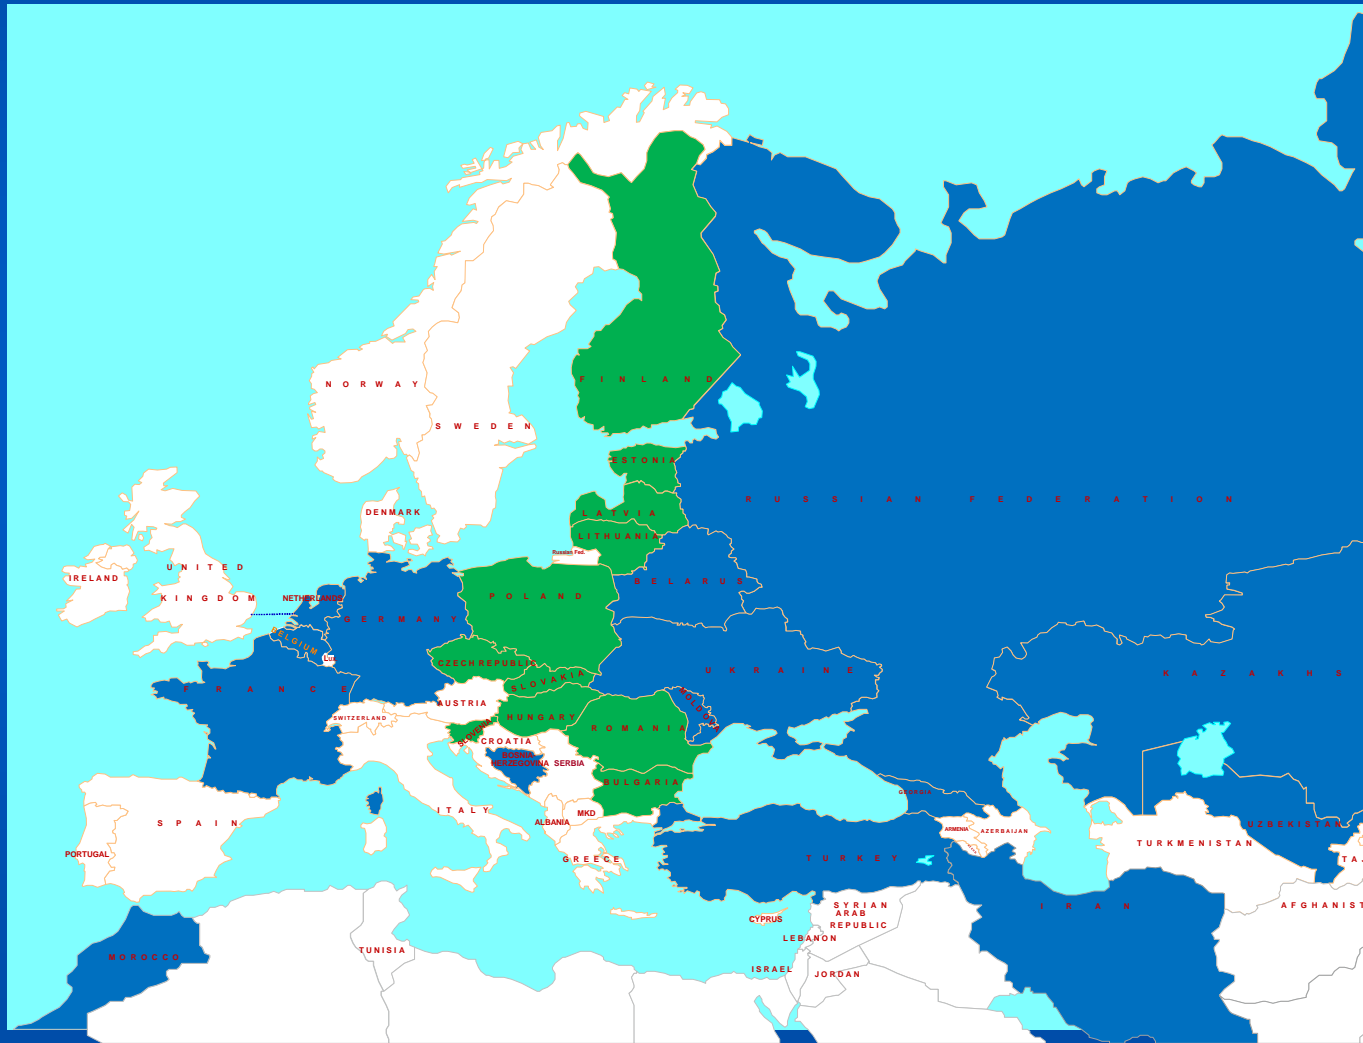 FINLAND
NORWAY
SWEDEN
ESTONIA
RUSSIAN FEDERATION
DENMARK
LATVIA
LITHUANIA
Russian Fed.
UNITED
KINGDOM
IRELAND
BELARUS
NETHERLANDS
POLAND
GERMANY
BELGIUM
Lux
CZECH REPUBLIC
UKRAINE
KAZAKHS
SLOVAKIA
FRANCE
AUSTRIA
SWITZERLAND
HUNGARY
MOLDOVA
ROMANIA
SLOVENIA
CROATIA
BOSNIA
HERZEGOVINA
SERBIA
BULGARIA
GEORGIA
ITALY
MKD
ALBANIA
SPAIN
PORTUGAL
ARMENIA
AZERBAIJAN
UZBEKISTAN
TURKMENISTAN
GREECE
TURKEY
TA
IRAN
AFGHANIST
SYRIAN
ARAB
REPUBLIC
CYPRUS
LEBANON
TUNISIA
MOROCCO
ISRAEL
JORDAN